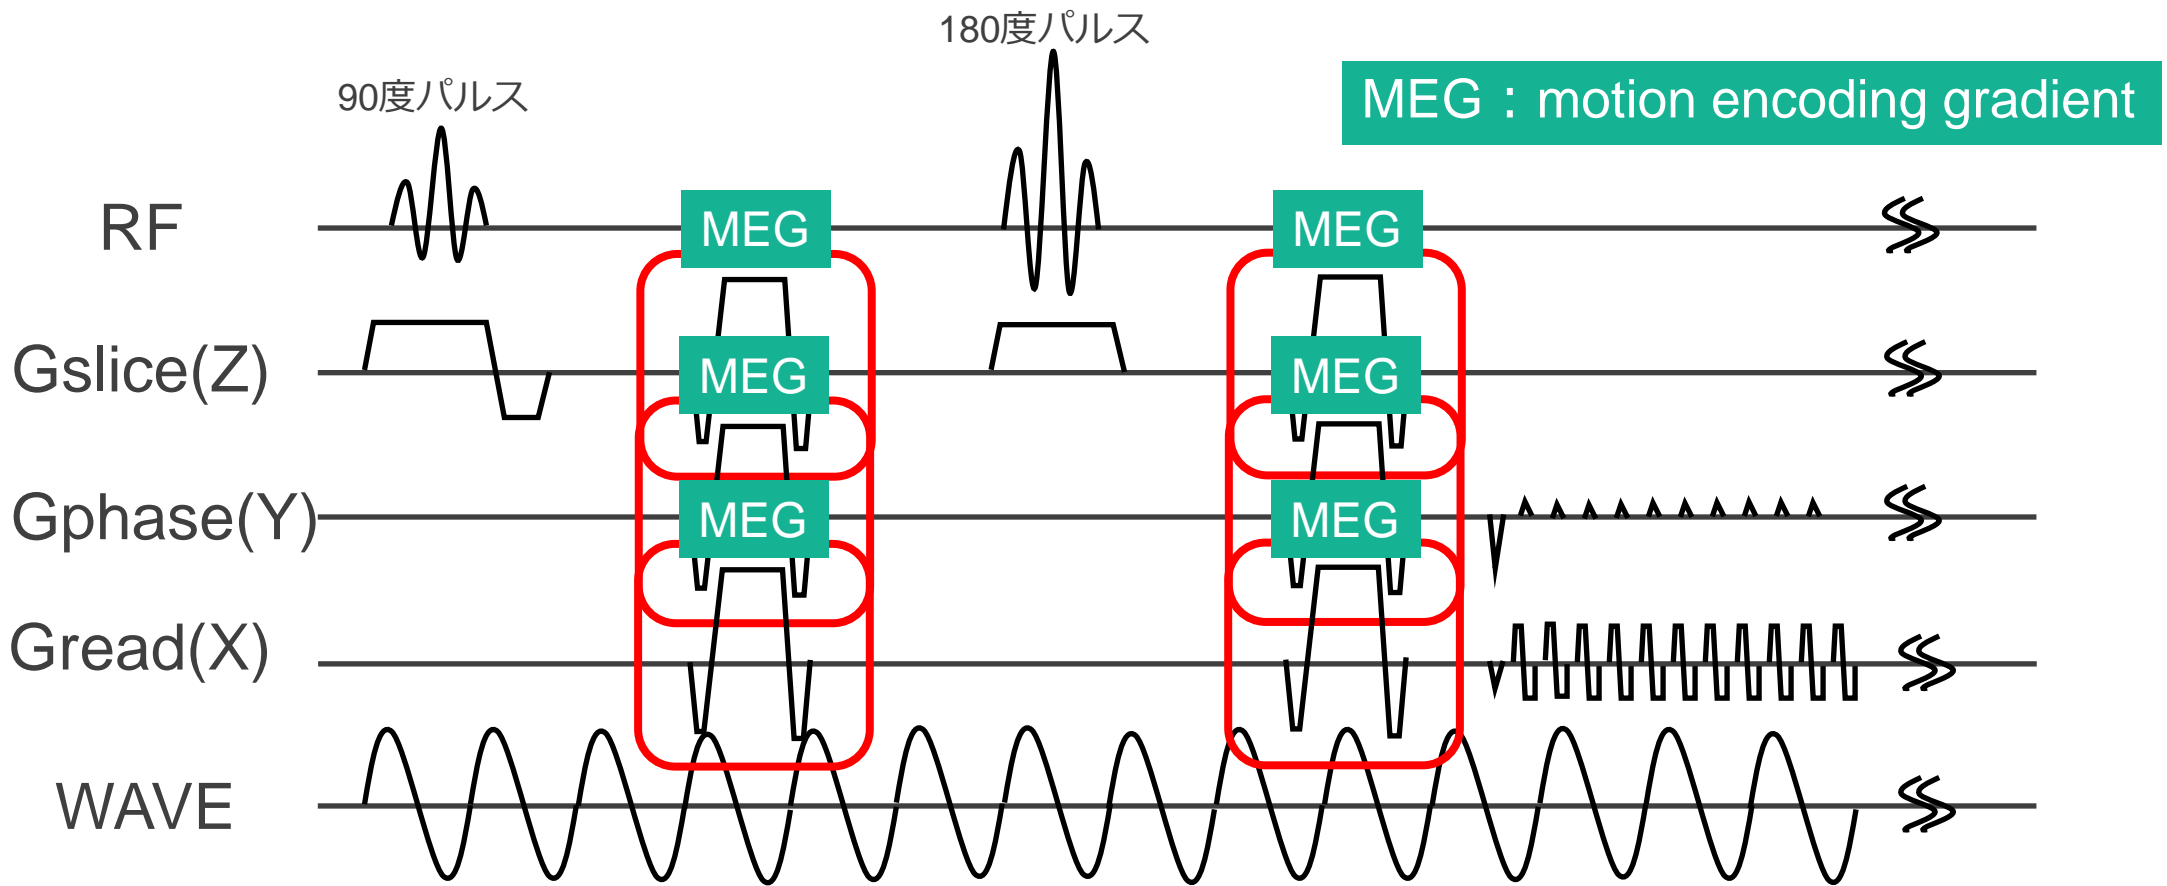 180度パルス
90度パルス
MEG：motion encoding gradient
RF
MEG
MEG
Gslice(Z)
MEG
MEG
Gphase(Y)
MEG
MEG
Gread(X)
WAVE